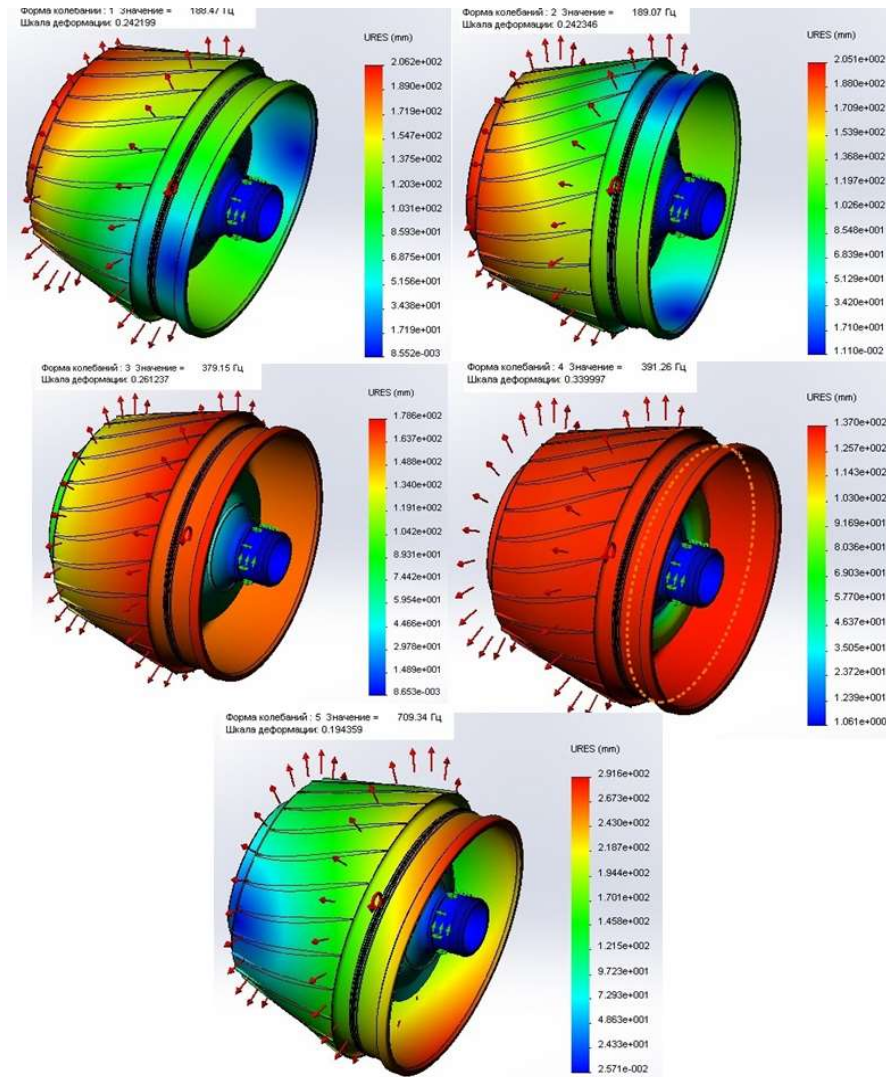 Форма колебаний : 1 Значение = 188.47 Гц
Шкала деформации: 0.242199
URES (mm)
2.062e+002
1.890e+002
1.719e+002
1.547e+002
1.375e+002
1.203e+002
1.031e+002
8.593e+001
6.875e+001
5.156e+001
3.438e+001
1.719e+001
8.552e-003
Форма колебаний : 2 Значение = 189.07 Гц
Шкала деформации: 0.242346
URES (mm)
2.051e+002
1.880e+002
1.709e+002
1.539e+002
1.368e+002
1.197e+002
1.026e+002
8.548e+001
6.839e+001
5.129e+001
3.420e+001
1.710e+001
1.110e-002
Форма колебаний : 3 Значение = 379.15 Гц
Шкала деформации: 0.261237
URES (mm)
1.786e+002
1.637e+002
1.488e+002
1.340e+002
1.191e+002
1.042e+002
8.931e+001
7.442e+001
5.954e+001
4.466e+001
2.978e+001
1.489e+001
8.653e-003
Форма колебаний : 4 Значение = 391.26 Гц
Шкала деформации: 0.339997
URES (mm)
1.370e+002
1.257e+002
1.143e+002
1.030e+002
9.169e+001
8.036e+001
6.903e+001
5.770e+001
4.637e+001
3.505e+001
2.372e+001
1.239e+001
1.061e+000
Форма колебаний : 5 Значение = 709.34 Гц
Шкала деформации: 0.194359
URES (mm)
2.916e+002
2.673e+002
2.430e+002
2.187e+002
1.944e+002
1.701e+002
1.458e+002
1.215e+002
9.723e+001
7.293e+001
4.863e+001
2.433e+001
2.571e-002